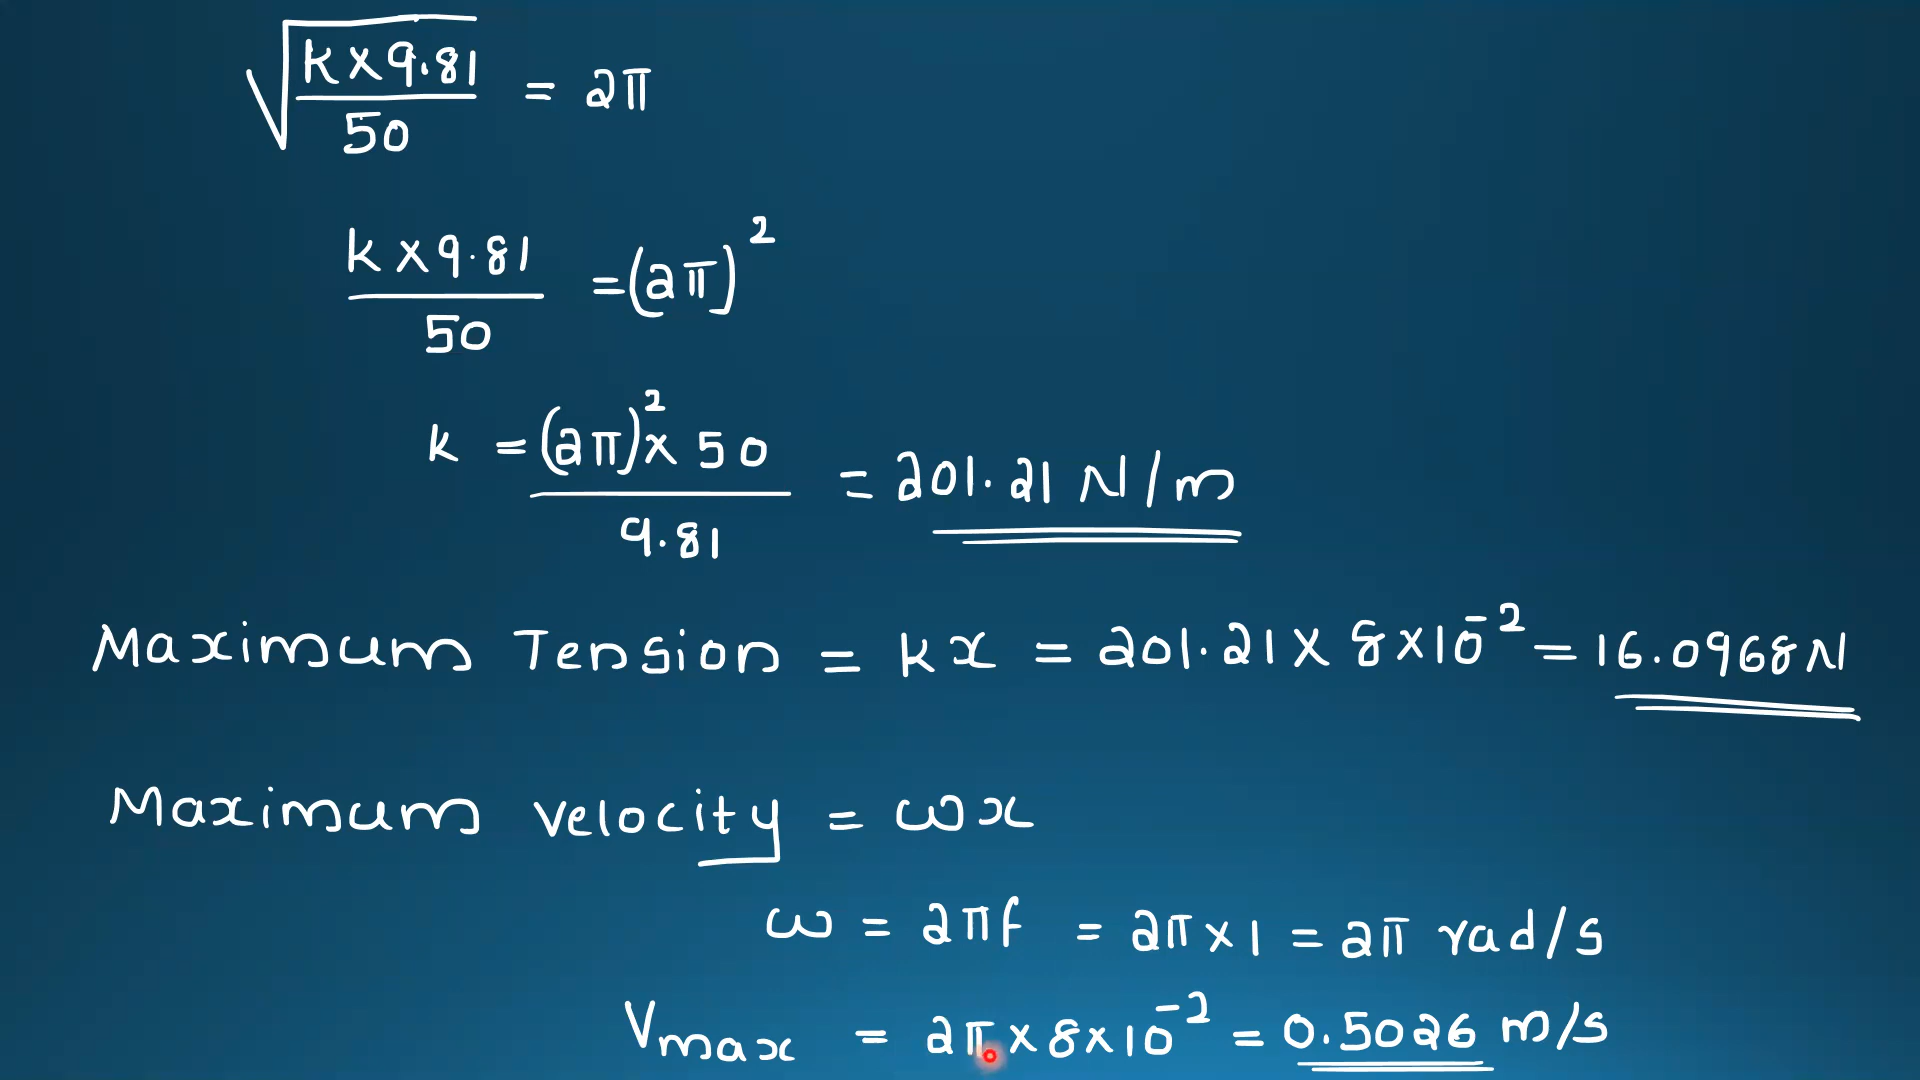 √(k×9.81/50) = 2π
k×9.81/50 = (2π)²
k = (2π)²×50/9.81 = 201.21 N/m
Maximum Tension = kx = 201.21×8×10⁻² = 16.0968N
Maximum velocity = ωx
ω = 2πf = 2π×1 = 2π rad/s
Vmax = 2π×8×10⁻² = 0.5026 m/s